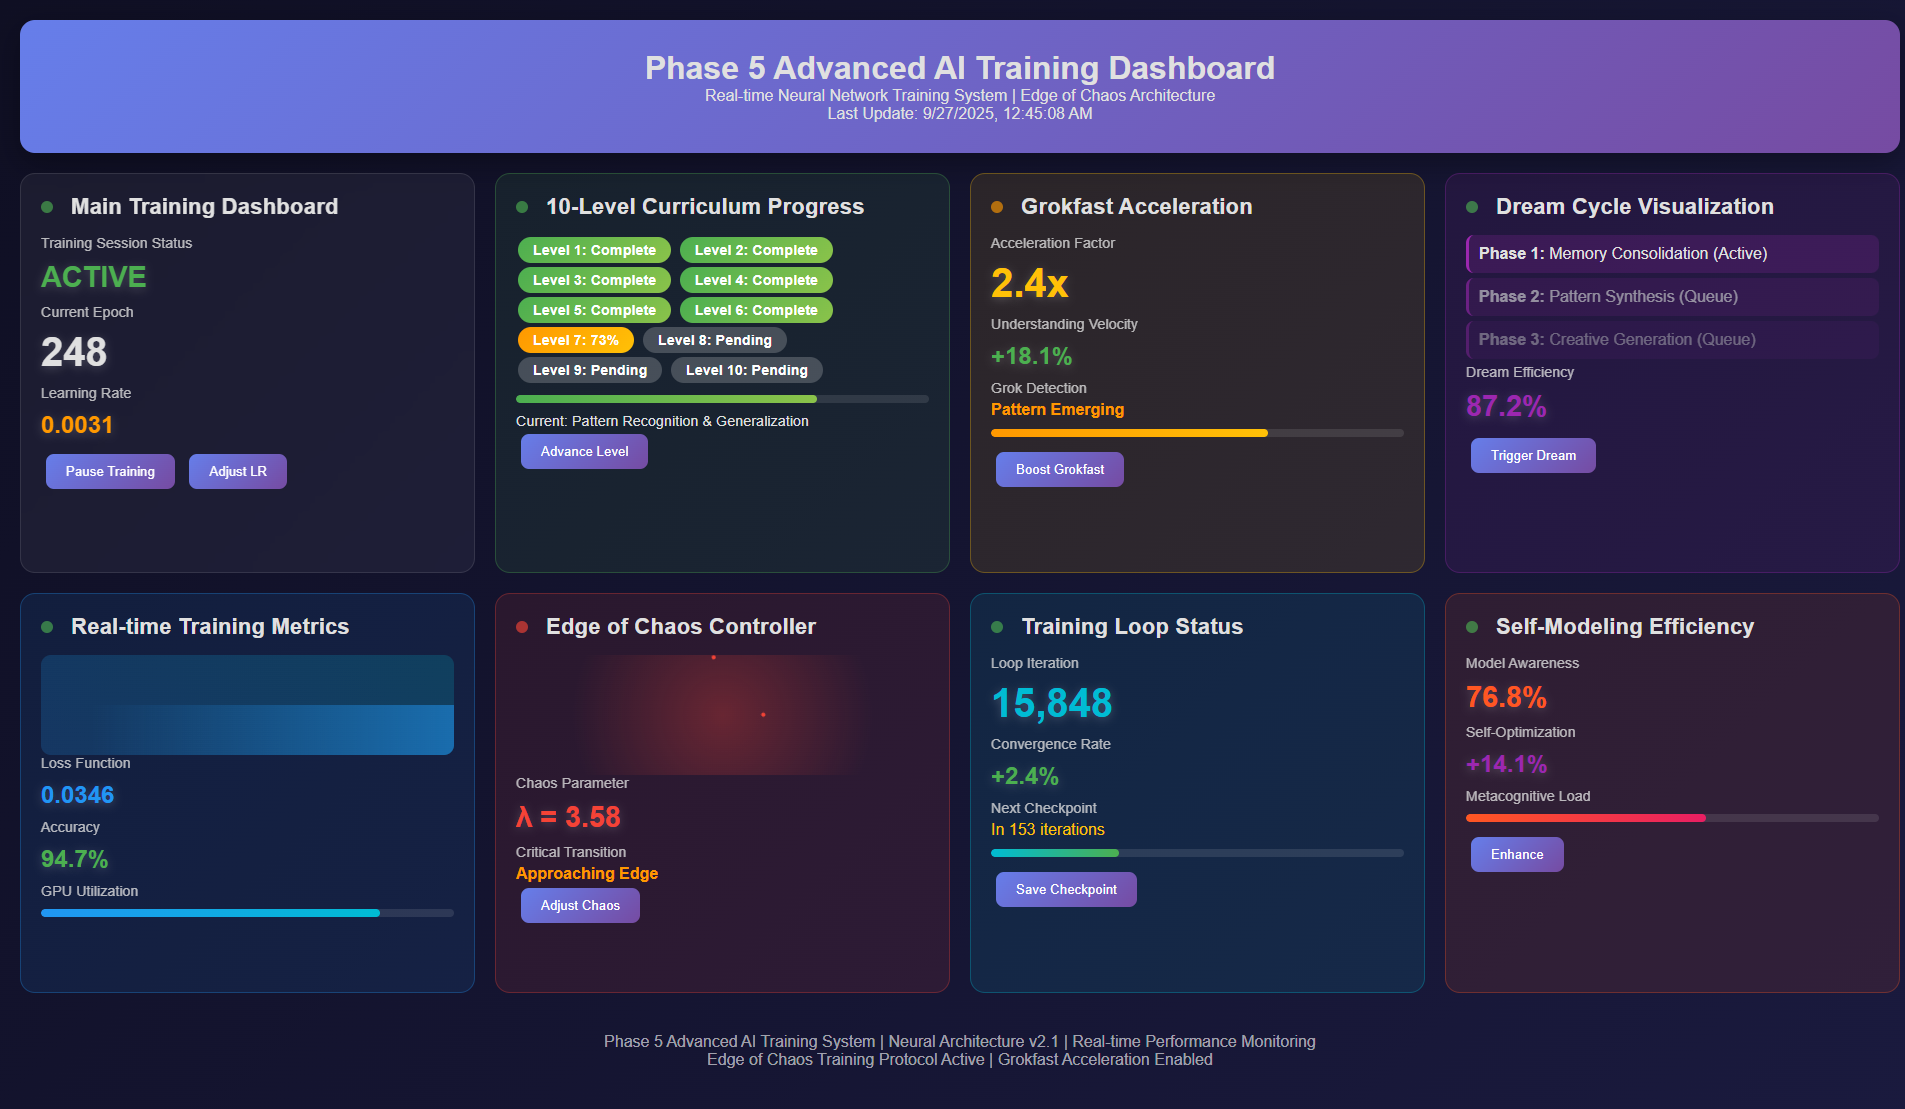 Phase 5 Advanced AI Training Dashboard
Real-time Neural Network Training System | Edge of Chaos Architecture
Last Update: 9/27/2025, 12:45:08 AM
Main Training Dashboard
Training Session Status
ACTIVE
Current Epoch
248
Learning Rate
0.0031
Pause Training
Adjust LR
10-Level Curriculum Progress
Level 1: Complete
Level 2: Complete
Level 3: Complete
Level 4: Complete
Level 5: Complete
Level 6: Complete
Level 7: 73%
Level 8: Pending
Level 9: Pending
Level 10: Pending
Current: Pattern Recognition & Generalization
Advance Level
Grokfast Acceleration
Acceleration Factor
2.4x
Understanding Velocity
+18.1%
Grok Detection
Pattern Emerging
Boost Grokfast
Dream Cycle Visualization
Phase 1: Memory Consolidation (Active)
Phase 2: Pattern Synthesis (Queue)
Phase 3: Creative Generation (Queue)
Dream Efficiency
87.2%
Trigger Dream
Real-time Training Metrics
Loss Function
0.0346
Accuracy
94.7%
GPU Utilization
Edge of Chaos Controller
Chaos Parameter
λ = 3.58
Critical Transition
Approaching Edge
Adjust Chaos
Training Loop Status
Loop Iteration
15,848
Convergence Rate
+2.4%
Next Checkpoint
In 153 iterations
Save Checkpoint
Self-Modeling Efficiency
Model Awareness
76.8%
Self-Optimization
+14.1%
Metacognitive Load
Enhance
Phase 5 Advanced AI Training System | Neural Architecture v2.1 | Real-time Performance Monitoring
Edge of Chaos Training Protocol Active | Grokfast Acceleration Enabled